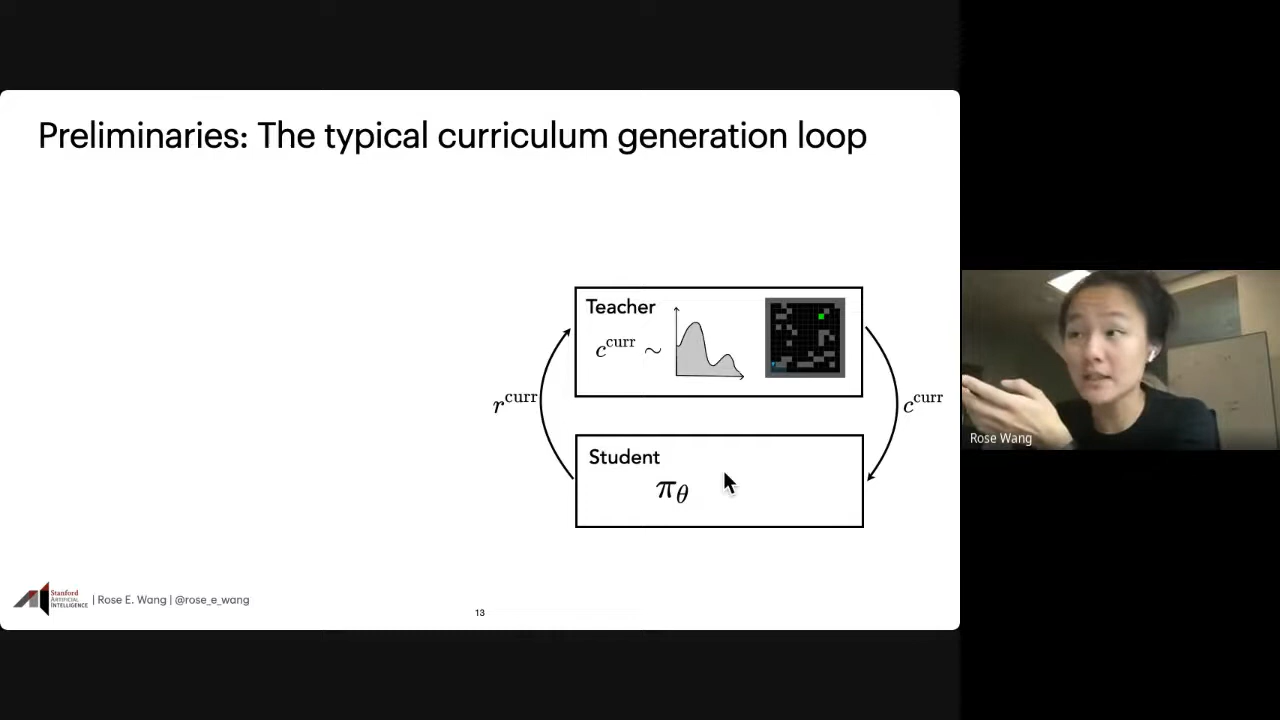 Preliminaries: The typical curriculum generation loop
Teacher
c^curr ~
r^curr
c^curr
Student
π_θ
Rose Wang
Stanford
ARTIFICIAL
INTELLIGENCE
| Rose E. Wang | @rose_e_wang
13